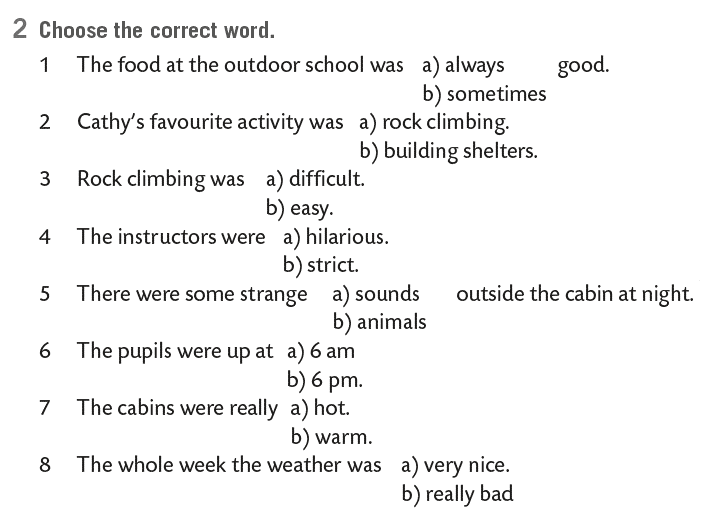 2 Choose the correct word.
1 The food at the outdoor school was a) always good.
b) sometimes
2 Cathy's favourite activity was a) rock climbing.
b) building shelters.
3 Rock climbing was a) difficult.
b) easy.
4 The instructors were a) hilarious.
b) strict.
5 There were some strange a) sounds outside the cabin at night.
b) animals
6 The pupils were up at a) 6 am
b) 6 pm.
7 The cabins were really a) hot.
b) warm.
8 The whole week the weather was a) very nice.
b) really bad